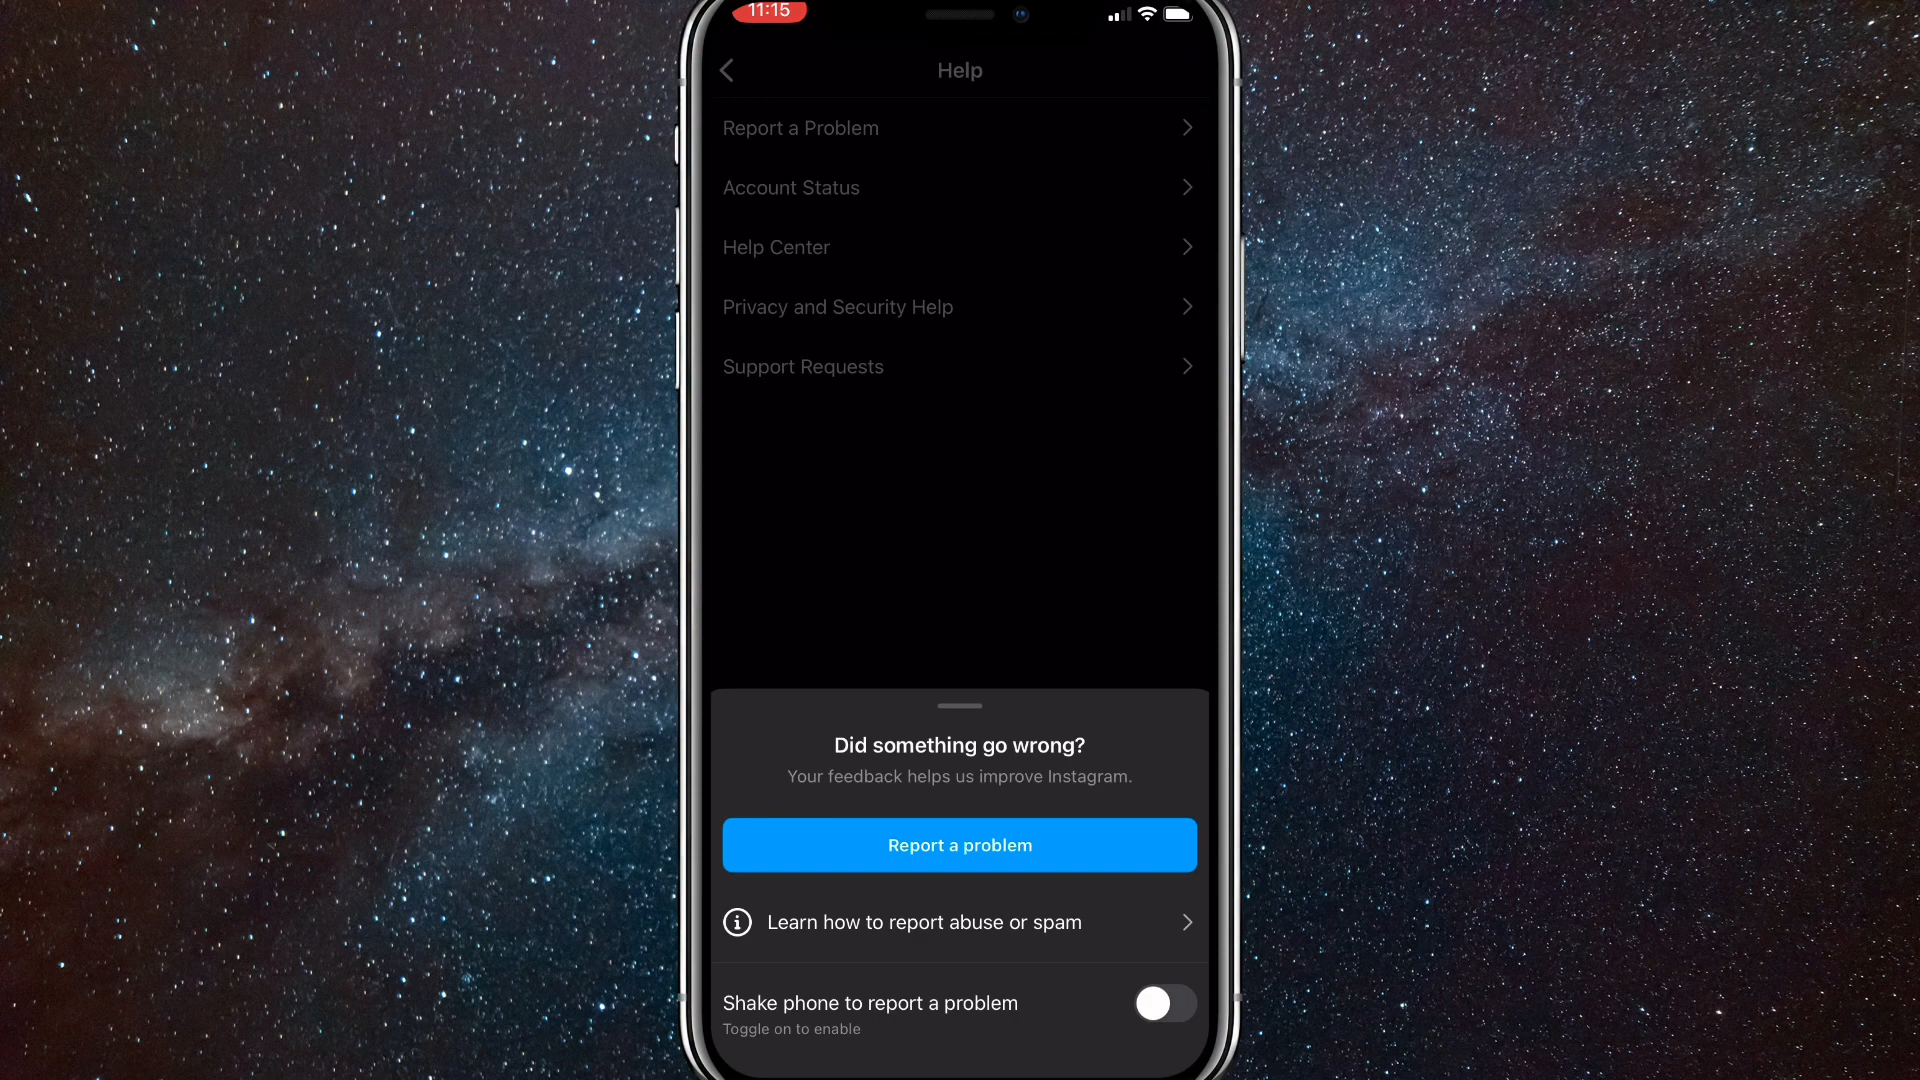 11:15
Help
Report a Problem
Account Status
Help Center
Privacy and Security Help
Support Requests
Did something go wrong?
Your feedback helps us improve Instagram.
Report a problem
Learn how to report abuse or spam
Shake phone to report a problem
Toggle on to enable